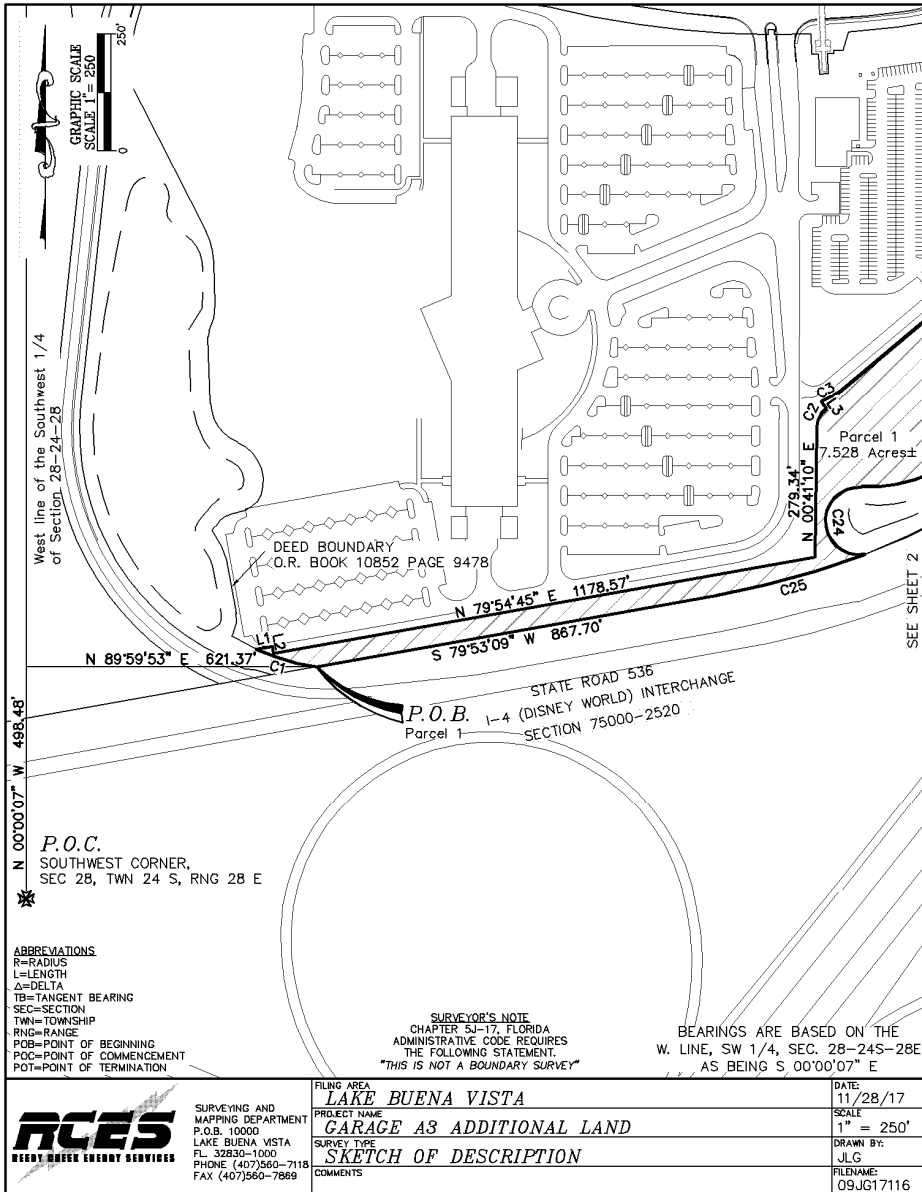 GRAPHIC SCALE
SCALE 1" = 250
0
250'
West line of the Southwest 1/4
of Section 28-24-28
DEED BOUNDARY
O.R. BOOK 10852 PAGE 9478
C3
C2
L3
Parcel 1
7.528 Acres±
279.34'
N 00°41'10" E
C24
C25
N 79°54'45" E 1178.57'
S 79°53'09" W 867.70'
L1
L2
C1
N 89°59'53" E 621.37'
SEE SHEET 2
P.O.B.
Parcel 1
STATE ROAD 536
I-4 (DISNEY WORLD) INTERCHANGE
SECTION 75000-2520
N 00°00'07" W 498.48'
P.O.C.
SOUTHWEST CORNER,
SEC 28, TWN 24 S, RNG 28 E
ABBREVIATIONS
R=RADIUS
L=LENGTH
Δ=DELTA
TB=TANGENT BEARING
SEC=SECTION
TWN=TOWNSHIP
RNG=RANGE
POB=POINT OF BEGINNING
POC=POINT OF COMMENCEMENT
POT=POINT OF TERMINATION
SURVEYOR'S NOTE
CHAPTER 5J-17, FLORIDA
ADMINISTRATIVE CODE REQUIRES
THE FOLLOWING STATEMENT.
"THIS IS NOT A BOUNDARY SURVEY"
BEARINGS ARE BASED ON THE
W. LINE, SW 1/4, SEC. 28-24S-28E
AS BEING S 00°00'07" E
RCES
REEDY CREEK ENERGY SERVICES
SURVEYING AND
MAPPING DEPARTMENT
P.O.B. 10000
LAKE BUENA VISTA
FL. 32830-1000
PHONE (407)560-7118
FAX (407)560-7869
FILING AREA
LAKE BUENA VISTA
PROJECT NAME
GARAGE A3 ADDITIONAL LAND
SURVEY TYPE
SKETCH OF DESCRIPTION
COMMENTS
DATE:
11/28/17
SCALE
1" = 250'
DRAWN BY:
JLG
FILENAME:
09JG17116